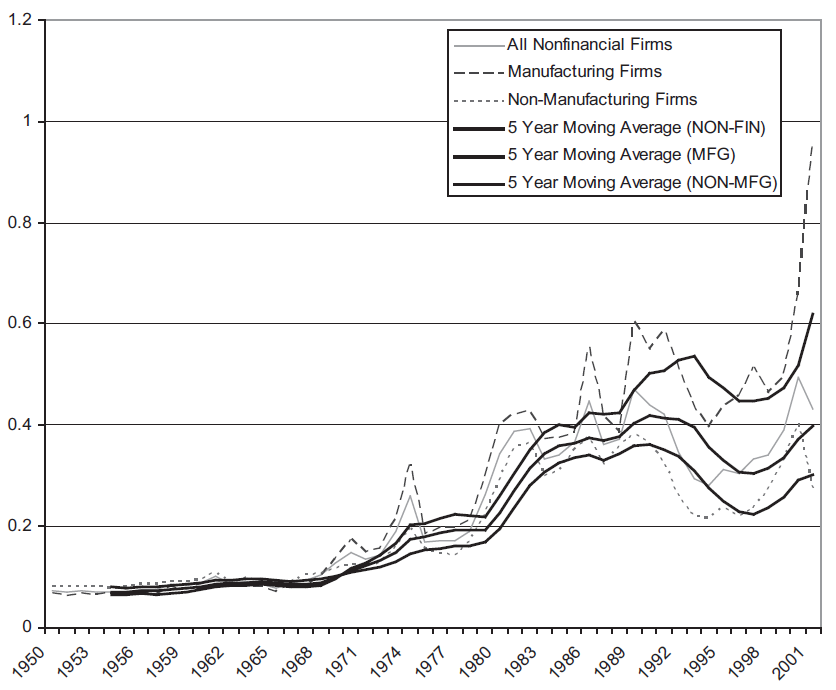 1.2
1
0.8
0.6
0.4
0.2
0
All Nonfinancial Firms
Manufacturing Firms
Non-Manufacturing Firms
5 Year Moving Average (NON-FIN)
5 Year Moving Average (MFG)
5 Year Moving Average (NON-MFG)
1950 1953 1956 1959 1962 1965 1968 1971 1974 1977 1980 1983 1986 1989 1992 1995 1998 2001